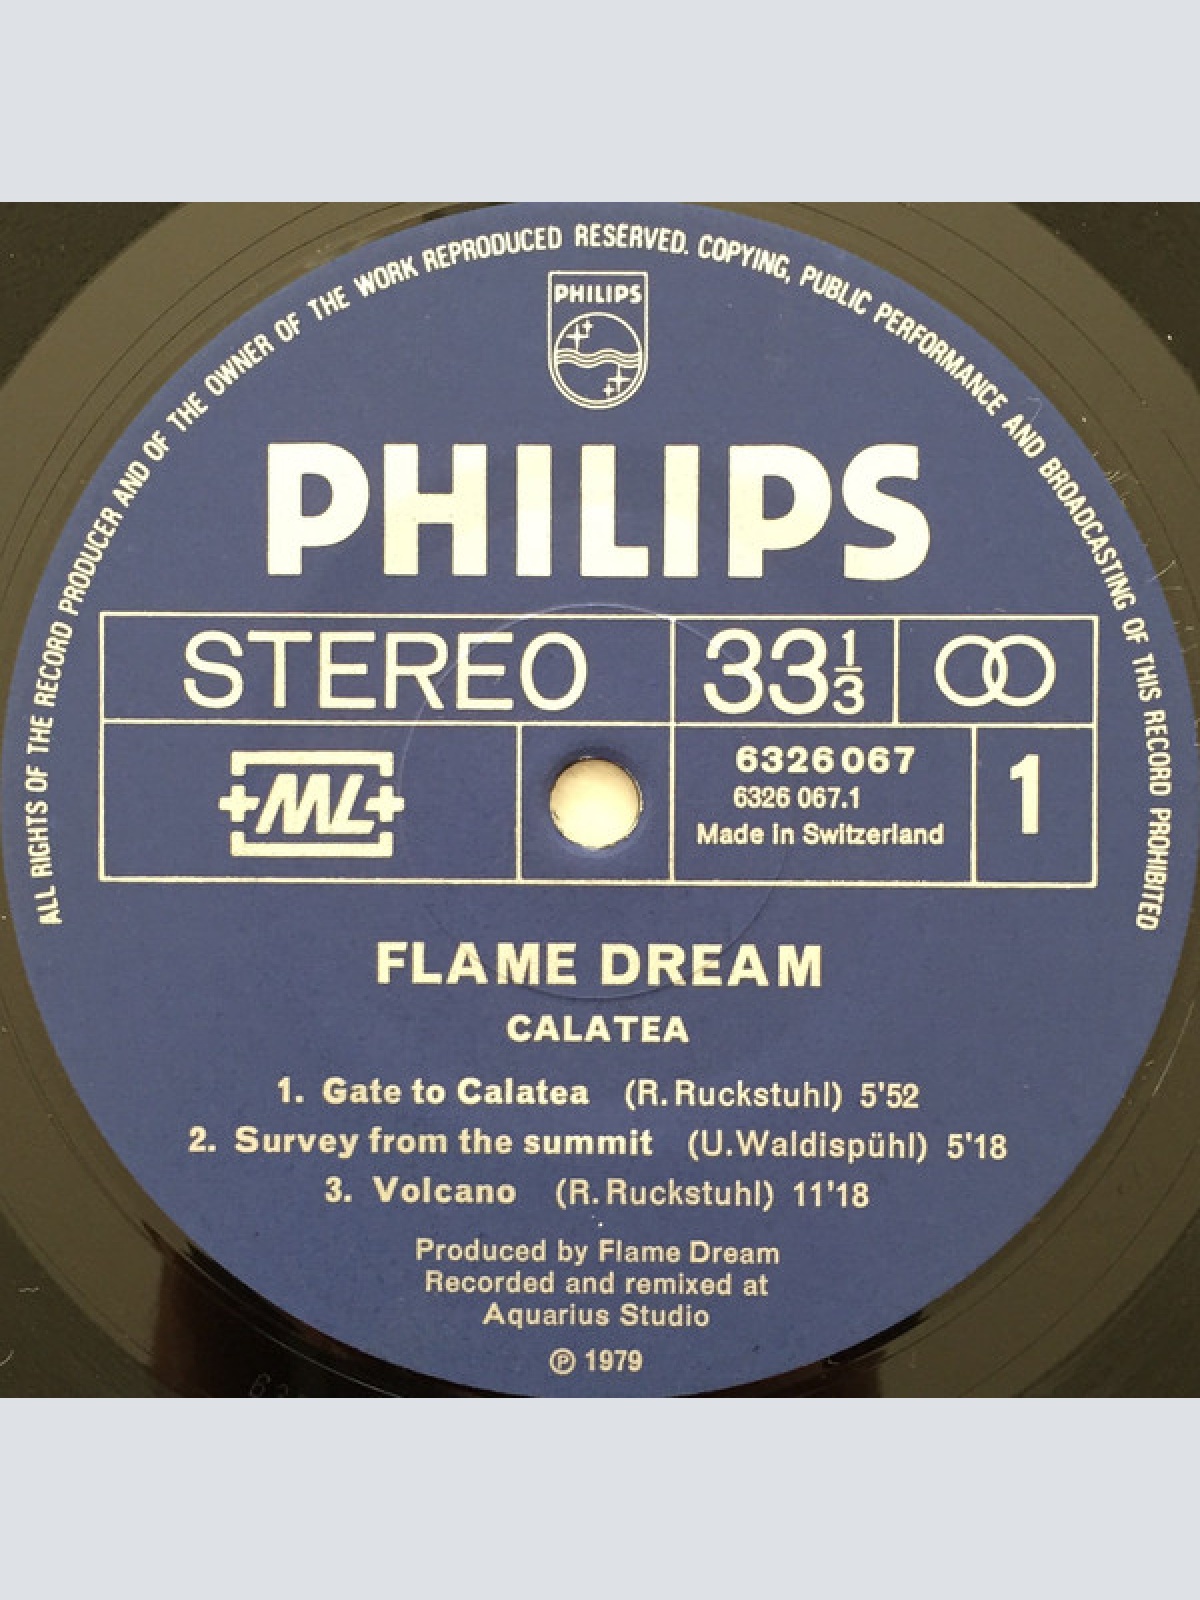 ALL RIGHTS OF THE RECORD PRODUCER AND OF THE OWNER OF THE WORK REPRODUCED RESERVED. COPYING, PUBLIC PERFORMANCE AND BROADCASTING OF THIS RECORD PROHIBITED
PHILIPS
PHILIPS
STEREO 33 1/3
ML 6326 067 1
6326 067.1
Made in Switzerland
FLAME DREAM
CALATEA
1. Gate to Calatea (R. Ruckstuhl) 5'52
2. Survey from the summit (U. Waldispühl) 5'18
3. Volcano (R. Ruckstuhl) 11'18
Produced by Flame Dream
Recorded and remixed at
Aquarius Studio
℗ 1979